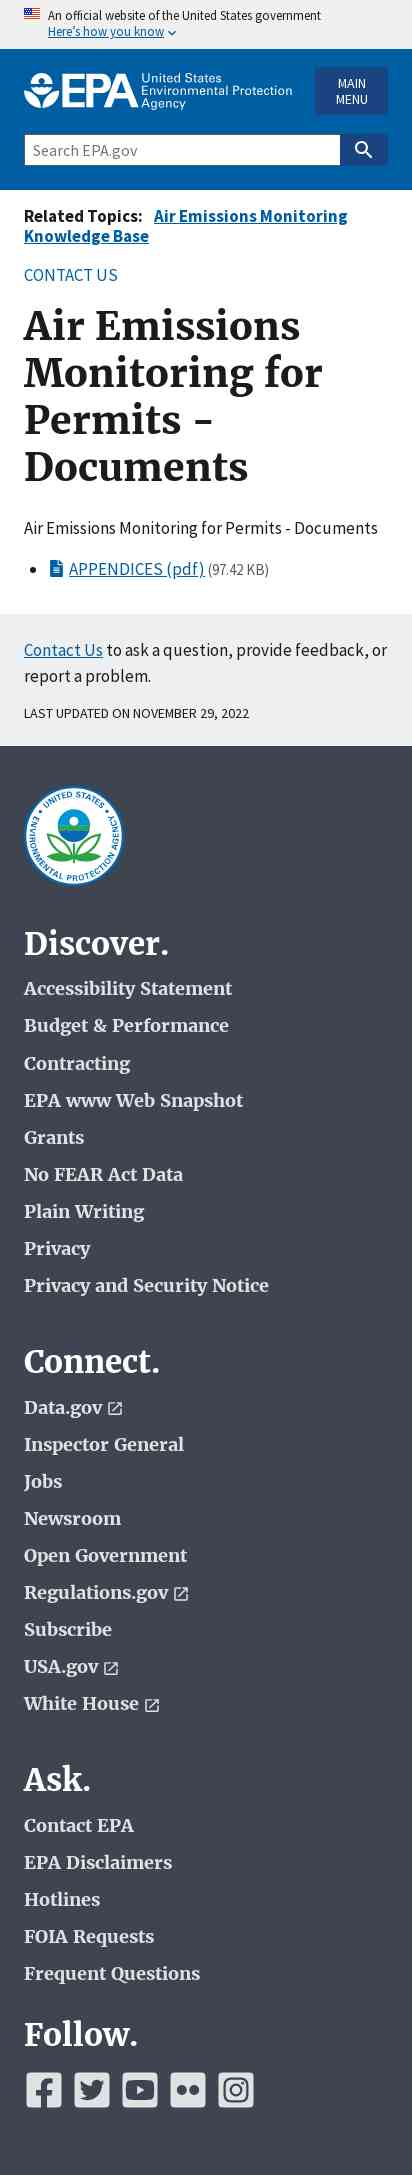 An official website of the United States government
Here's how you know
EPA United States
Environmental Protection
Agency
MAIN
MENU
Search EPA.gov
Related Topics: Air Emissions Monitoring
Knowledge Base
CONTACT US
Air Emissions
Monitoring for
Permits -
Documents
Air Emissions Monitoring for Permits - Documents
APPENDICES (pdf) (97.42 KB)
Contact Us to ask a question, provide feedback, or
report a problem.
LAST UPDATED ON NOVEMBER 29, 2022
UNITED STATES
ENVIRONMENTAL PROTECTION AGENCY
Discover.
Accessibility Statement
Budget & Performance
Contracting
EPA www Web Snapshot
Grants
No FEAR Act Data
Plain Writing
Privacy
Privacy and Security Notice
Connect.
Data.gov
Inspector General
Jobs
Newsroom
Open Government
Regulations.gov
Subscribe
USA.gov
White House
Ask.
Contact EPA
EPA Disclaimers
Hotlines
FOIA Requests
Frequent Questions
Follow.